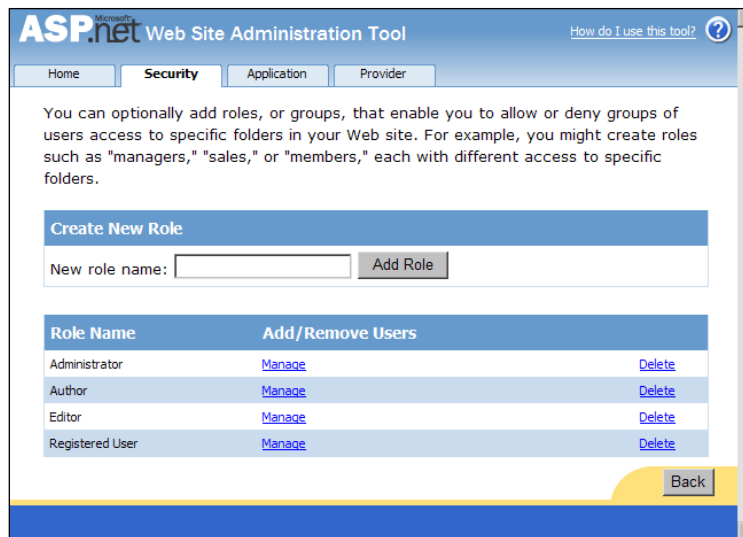 Microsoft
ASP.net Web Site Administration Tool
How do I use this tool? ?
Home Security Application Provider
You can optionally add roles, or groups, that enable you to allow or deny groups of
users access to specific folders in your Web site. For example, you might create roles
such as "managers," "sales," or "members," each with different access to specific
folders.
Create New Role
New role name: Add Role
Role Name Add/Remove Users
Administrator Manage Delete
Author Manage Delete
Editor Manage Delete
Registered User Manage Delete
Back